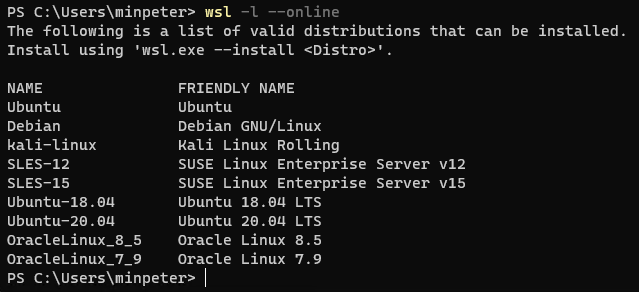 PS C:\Users\minpeter> wsl -l --online
The following is a list of valid distributions that can be installed.
Install using 'wsl.exe --install <Distro>'.
NAME FRIENDLY NAME
Ubuntu Ubuntu
Debian Debian GNU/Linux
kali-linux Kali Linux Rolling
SLES-12 SUSE Linux Enterprise Server v12
SLES-15 SUSE Linux Enterprise Server v15
Ubuntu-18.04 Ubuntu 18.04 LTS
Ubuntu-20.04 Ubuntu 20.04 LTS
OracleLinux_8_5 Oracle Linux 8.5
OracleLinux_7_9 Oracle Linux 7.9
PS C:\Users\minpeter>